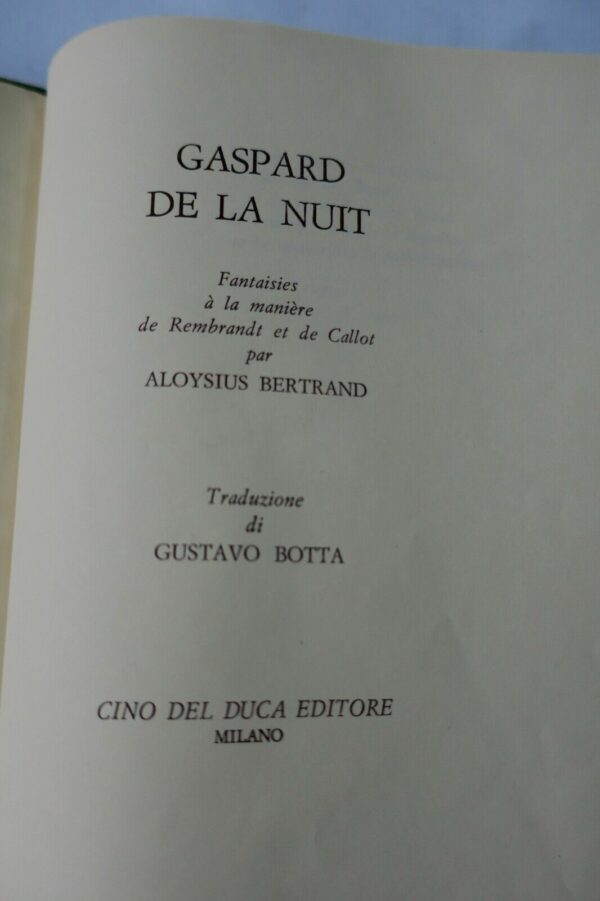 GASPARD
DE LA NUIT
Fantaisies
à la manière
de Rembrandt et de Callot
par
ALOYSIUS BERTRAND
Traduzione
di
GUSTAVO BOTTA
CINO DEL DUCA EDITORE
MILANO